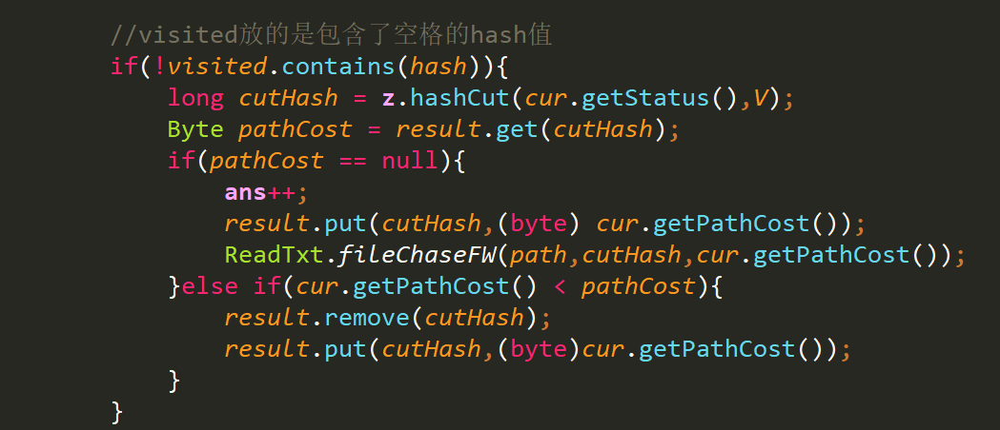 //visited放的是包含了空格的hash值
if(!visited.contains(hash)){
long cutHash = z.hashCut(cur.getStatus(),V);
Byte pathCost = result.get(cutHash);
if(pathCost == null){
ans++;
result.put(cutHash,(byte) cur.getPathCost());
ReadTxt.fileChaseFW(path,cutHash,cur.getPathCost());
}else if(cur.getPathCost() < pathCost){
result.remove(cutHash);
result.put(cutHash,(byte)cur.getPathCost());
}
}